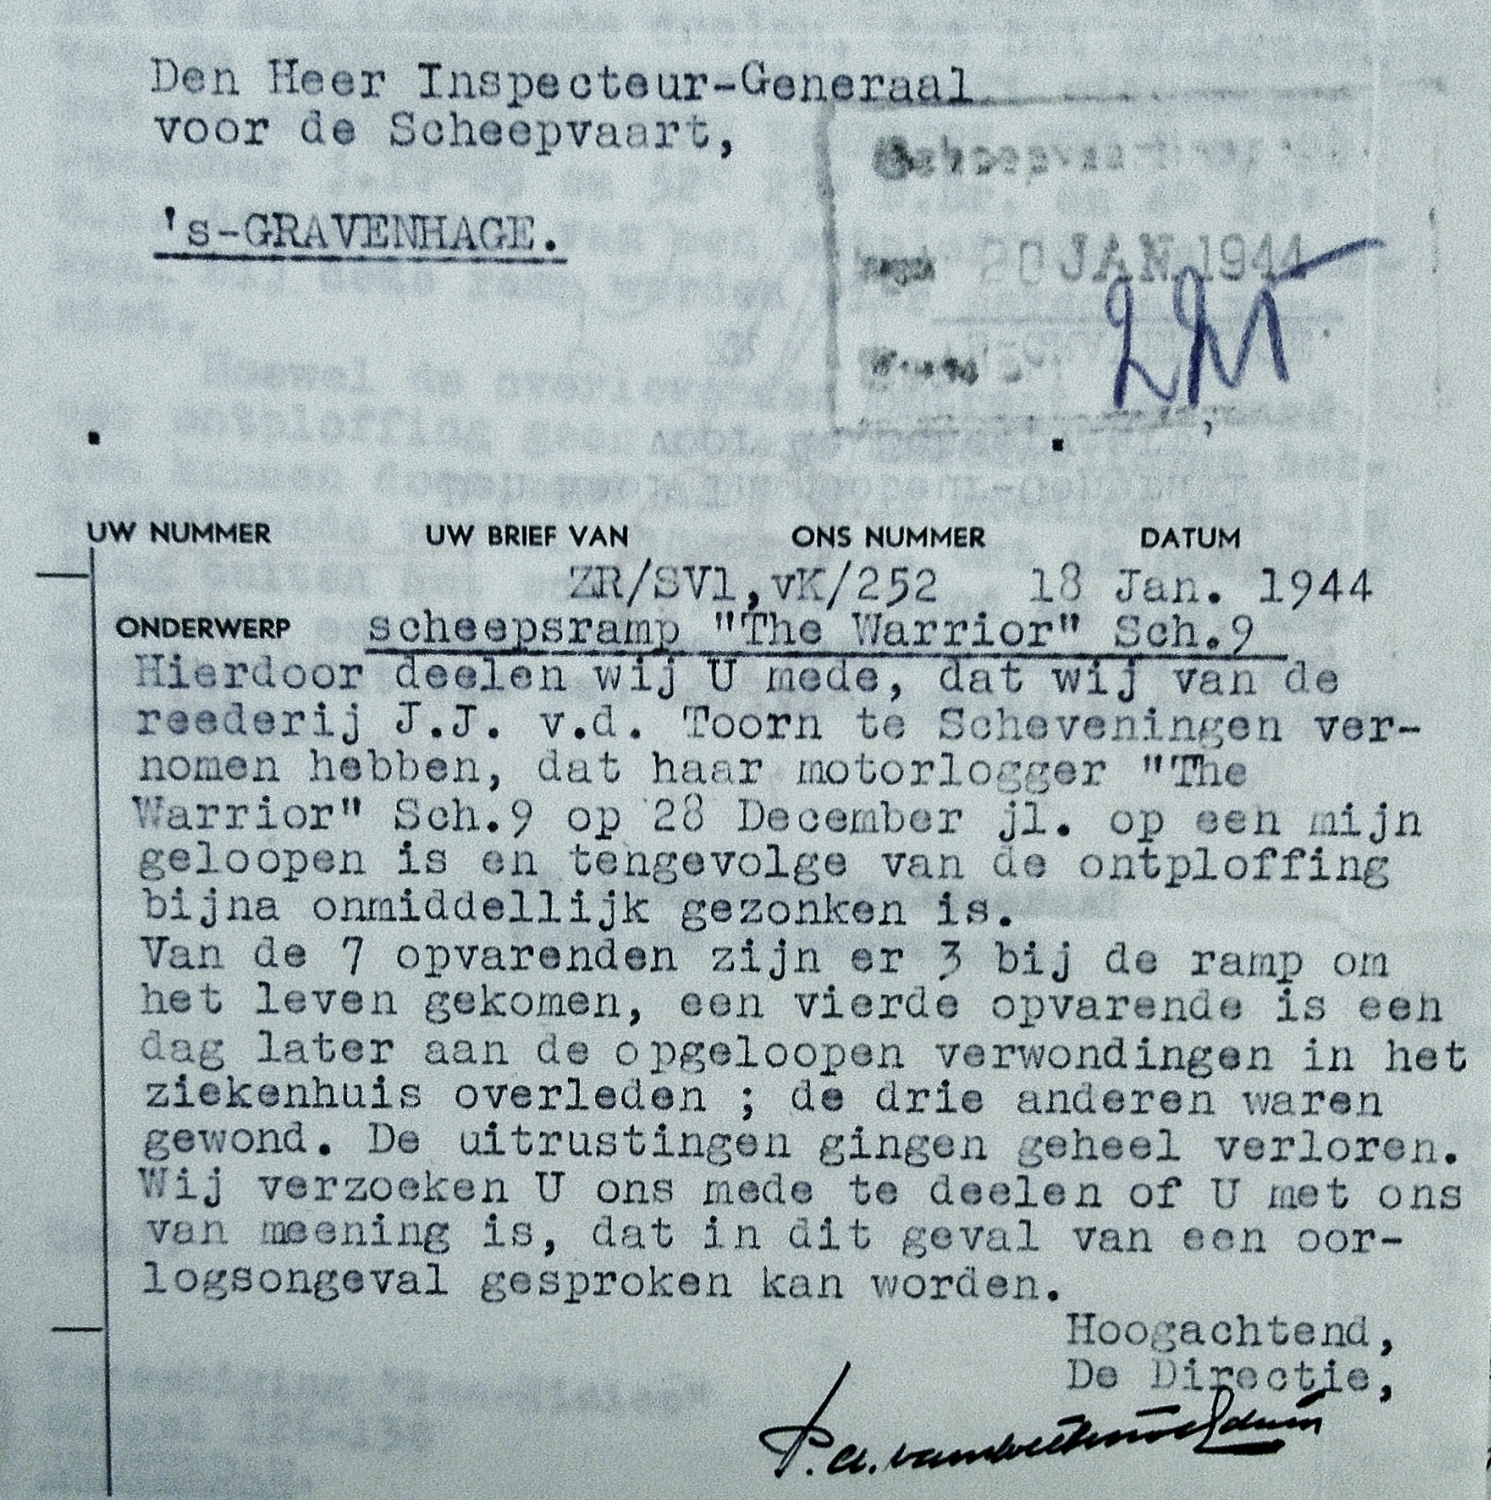 Den Heer Inspecteur-Generaal
voor de Scheepvaart,
's-GRAVENHAGE.
20 JAN 1944
UW NUMMER UW BRIEF VAN ONS NUMMER DATUM
ZR/SV1,vK/252 18 Jan. 1944
ONDERWERP scheepsramp "The Warrior" Sch.9
Hierdoor deelen wij U mede, dat wij van de
reederij J.J. v.d. Toorn te Scheveningen ver-
nomen hebben, dat haar motorlogger "The
Warrior" Sch.9 op 28 December jl. op een mijn
geloopen is en tengevolge van de ontploffing
bijna onmiddellijk gezonken is.
Van de 7 opvarenden zijn er 3 bij de ramp om
het leven gekomen, een vierde opvarende is een
dag later aan de opgeloopen verwondingen in het
ziekenhuis overleden ; de drie anderen waren
gewond. De uitrustingen gingen geheel verloren.
Wij verzoeken U ons mede te deelen of U met ons
van meening is, dat in dit geval van een oor-
logsongeval gesproken kan worden.
Hoogachtend,
De Directie,